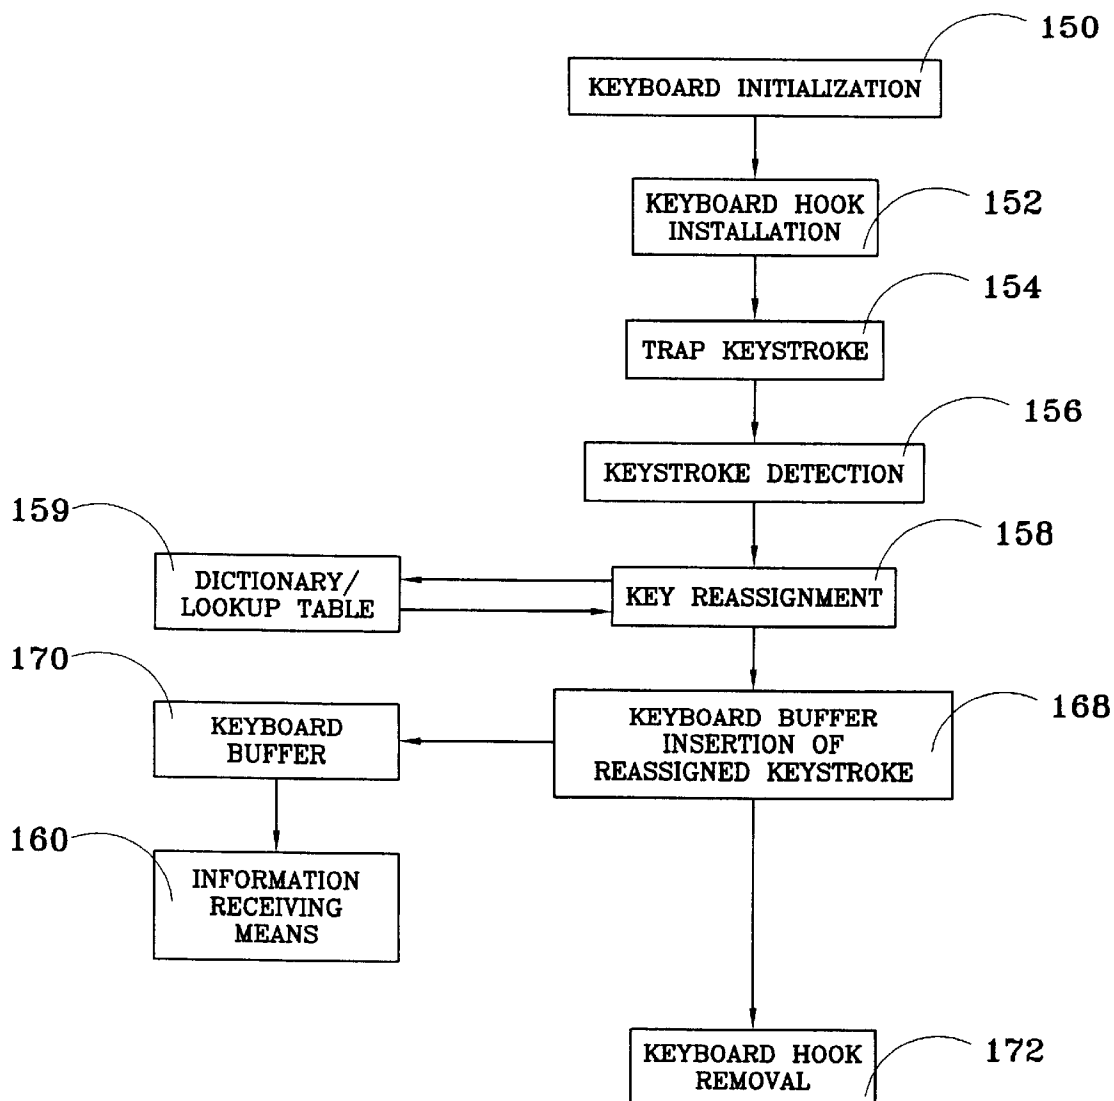 150
KEYBOARD INITIALIZATION
KEYBOARD HOOK
INSTALLATION
152
154
TRAP KEYSTROKE
156
KEYSTROKE DETECTION
159
158
DICTIONARY/
LOOKUP TABLE
KEY REASSIGNMENT
170
168
KEYBOARD
BUFFER
KEYBOARD BUFFER
INSERTION OF
REASSIGNED KEYSTROKE
160
INFORMATION
RECEIVING
MEANS
KEYBOARD HOOK
REMOVAL
172